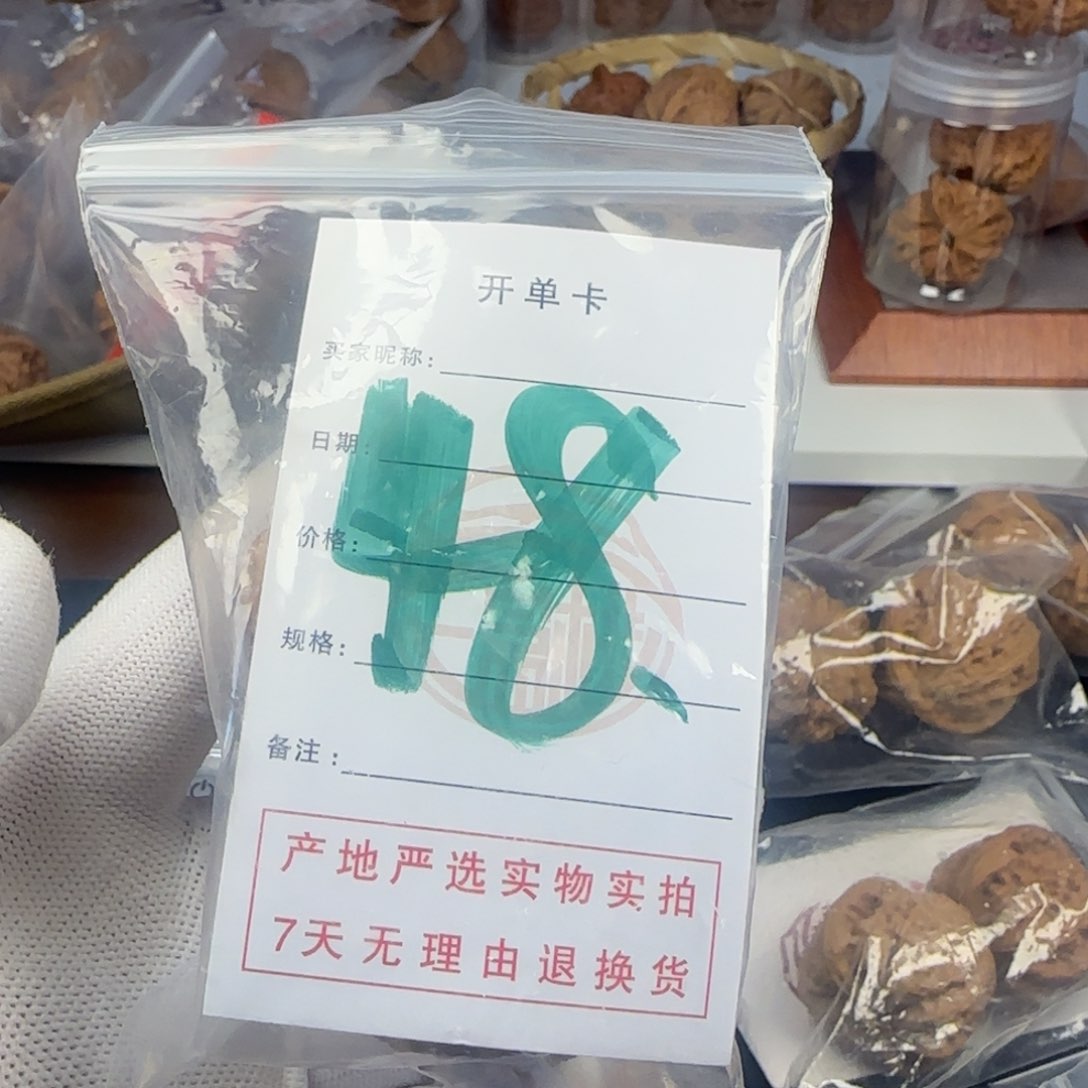 开单卡
买家昵称:
日期:
价格:
规格:
备注:
48、
产地严选实物实拍
7天无理由退换货